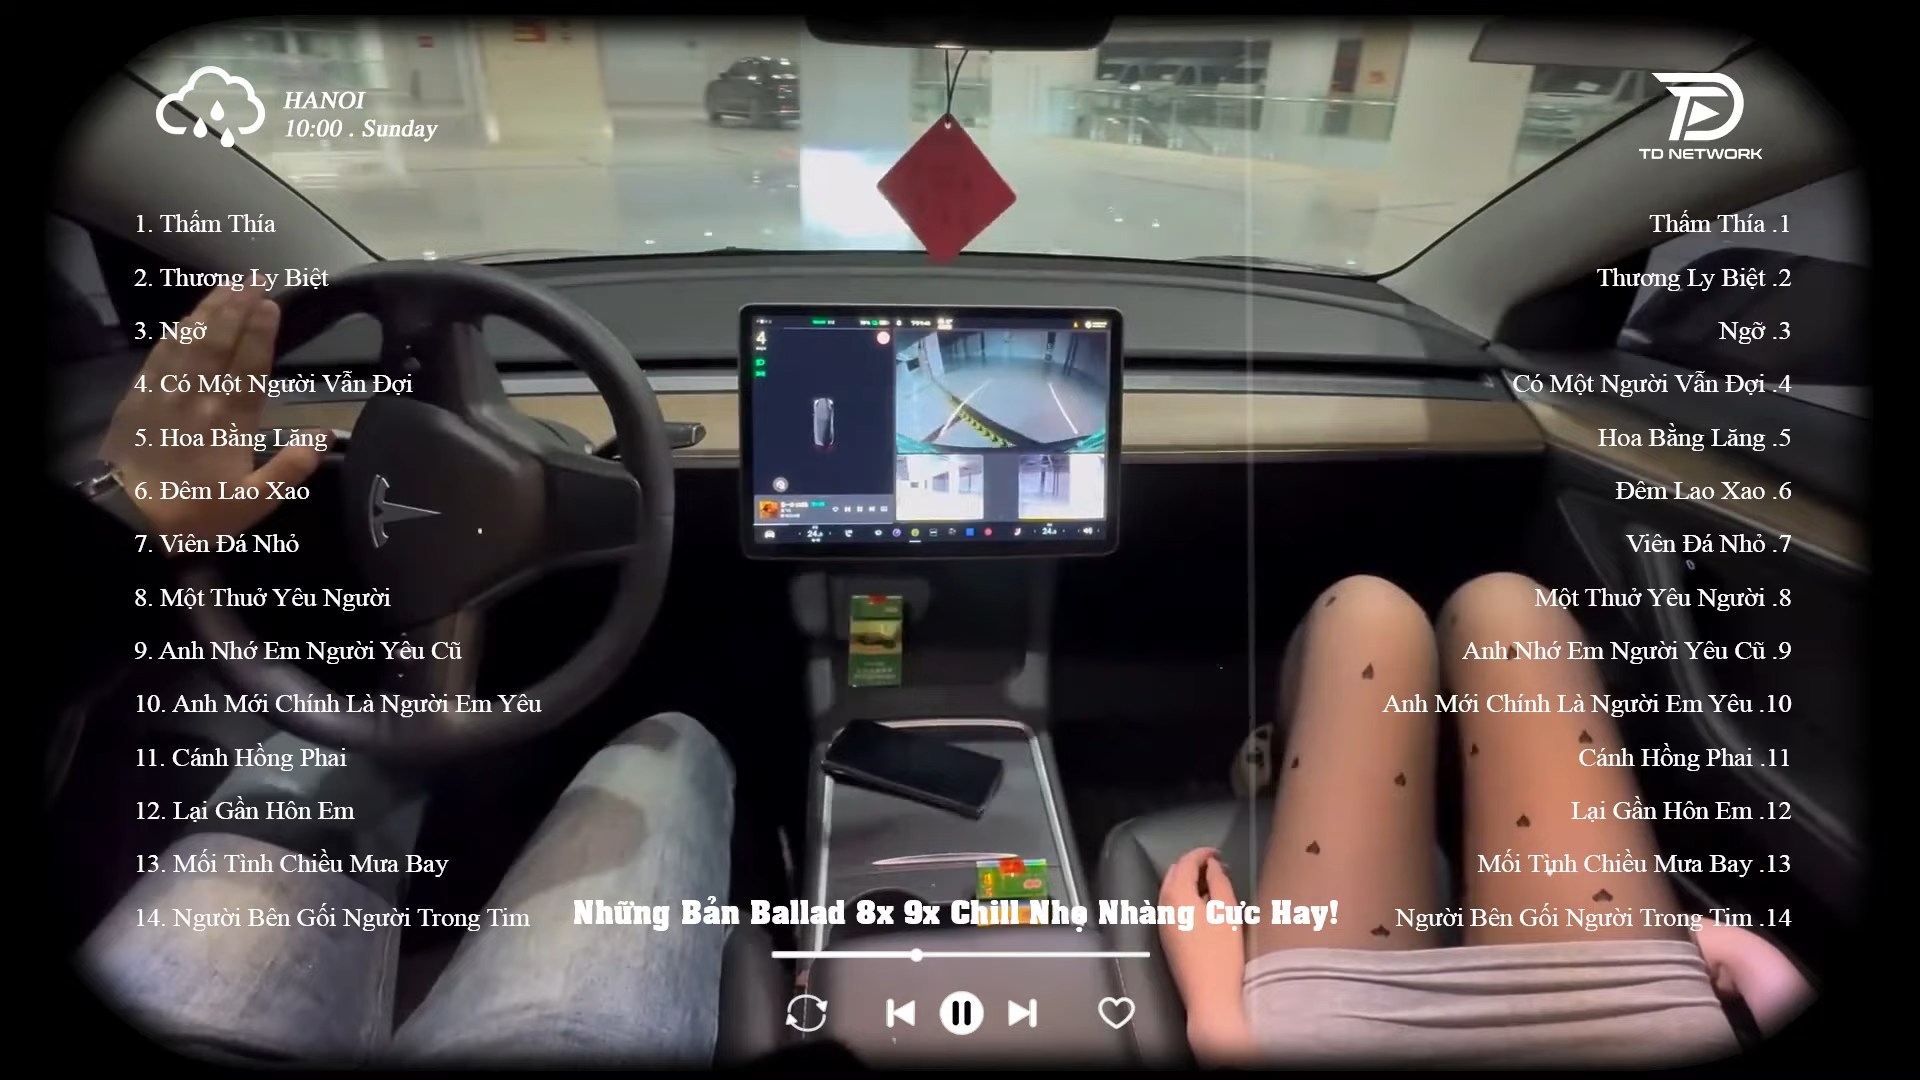 HANOI
10:00 . Sunday
TD NETWORK
1. Thấm Thía
2. Thương Ly Biệt
3. Ngỡ
4. Có Một Người Vẫn Đợi
5. Hoa Bằng Lăng
6. Đêm Lao Xao
7. Viên Đá Nhỏ
8. Một Thuở Yêu Người
9. Anh Nhớ Em Người Yêu Cũ
10. Anh Mới Chính Là Người Em Yêu
11. Cánh Hồng Phai
12. Lại Gần Hôn Em
13. Mối Tình Chiều Mưa Bay
14. Người Bên Gối Người Trong Tim
Thấm Thía .1
Thương Ly Biệt .2
Ngỡ .3
Có Một Người Vẫn Đợi .4
Hoa Bằng Lăng .5
Đêm Lao Xao .6
Viên Đá Nhỏ .7
Một Thuở Yêu Người .8
Anh Nhớ Em Người Yêu Cũ .9
Anh Mới Chính Là Người Em Yêu .10
Cánh Hồng Phai .11
Lại Gần Hôn Em .12
Mối Tình Chiều Mưa Bay .13
Người Bên Gối Người Trong Tim .14
4
Những Bản Ballad 8x 9x Chill Nhẹ Nhàng Cực Hay!